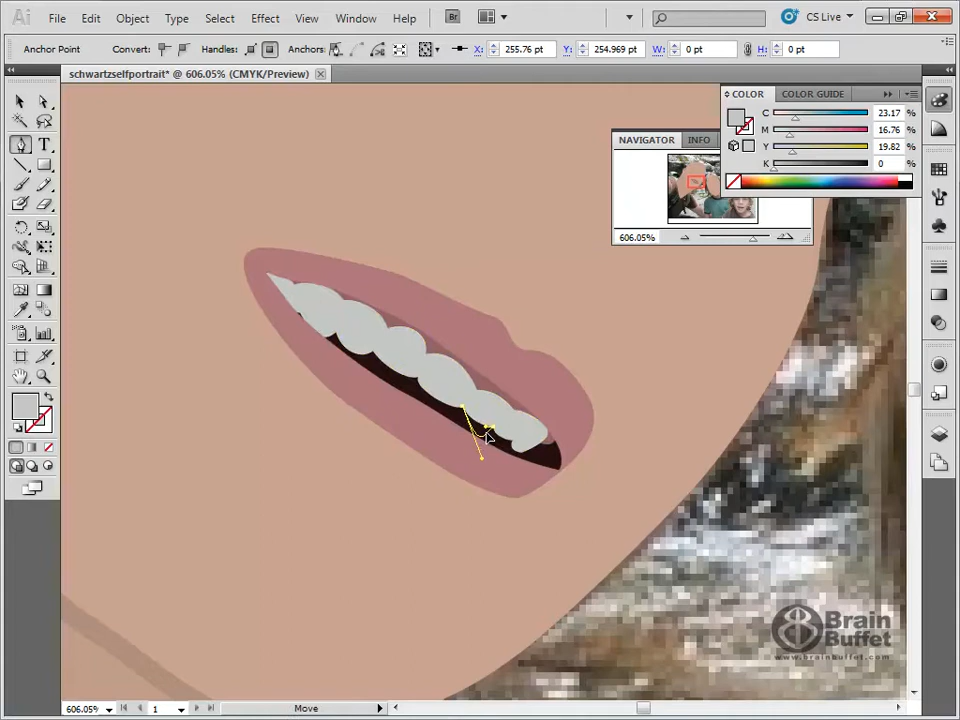 Ai File Edit Object Type Select Effect View Window Help Br CS Live
Anchor Point Convert: Handles: Anchors: X: 255.76 pt Y: 254.969 pt W: 0 pt H: 0 pt
schwartzselfportrait* @ 606.05% (CMYK/Preview)
COLOR COLOR GUIDE
C 23.17 %
M 16.76 %
Y 19.82 %
K 0 %
NAVIGATOR INFO
606.05%
T
Brain
Buffet
www.brainbuffet.com
606.05% 1 Move